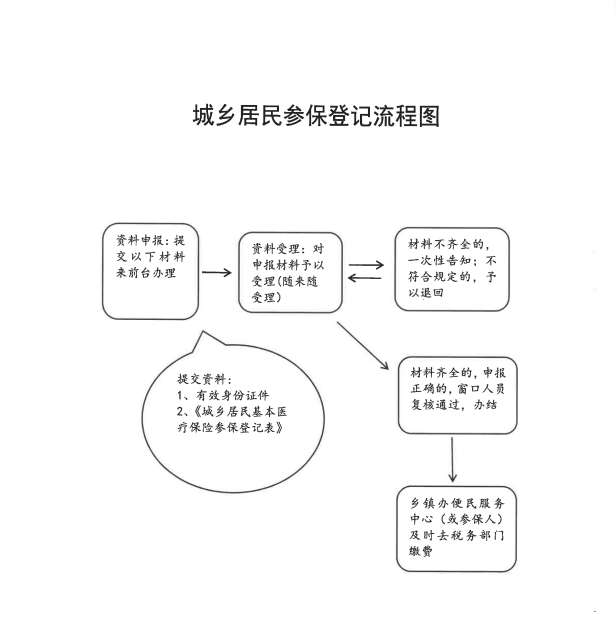 城乡居民参保登记流程图
资料申报：提
交以下材料
来前台办理
资料受理：对
申报材料予以
受理(随来随
受理)
材料不齐全的，
一次性告知；不
符合规定的，予
以退回
提交资料：
1、有效身份证件
2、《城乡居民基本医
疗保险参保登记表》
材料齐全的，申报
正确的，窗口人员
复核通过，办结
乡镇办便民服务
中心（或参保人）
及时去税务部门
缴费